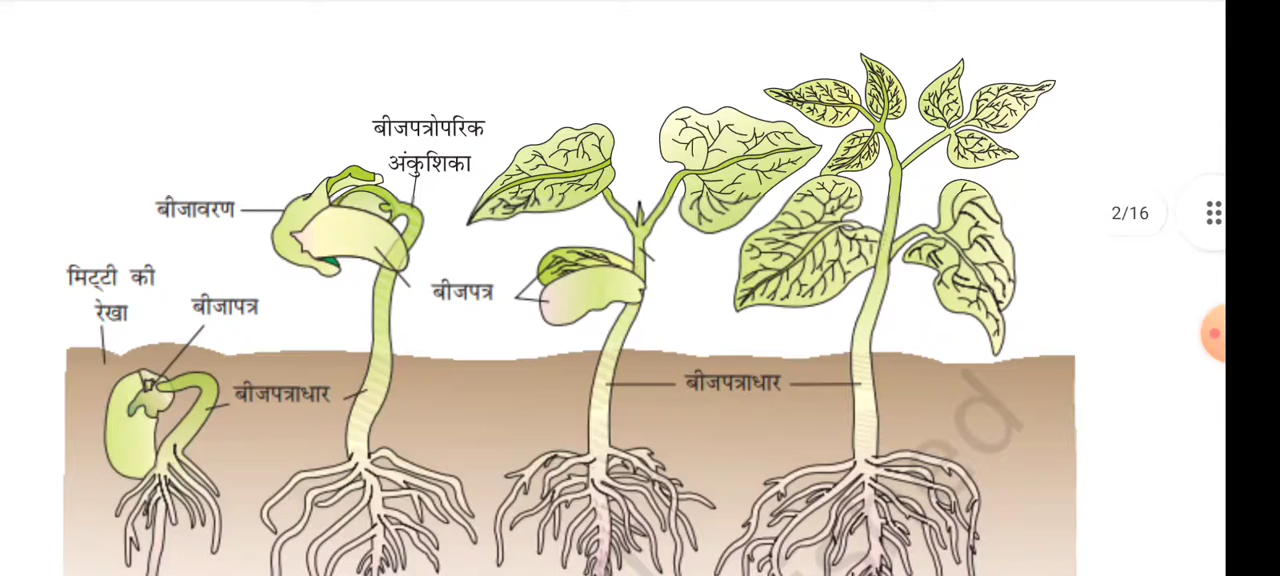 बीजपत्रोपरिक
अंकुशिका
बीजावरण
मिट्टी की
रेखा
बीजापत्र
बीजपत्र
बीजपत्राधार
बीजपत्राधार
2/16